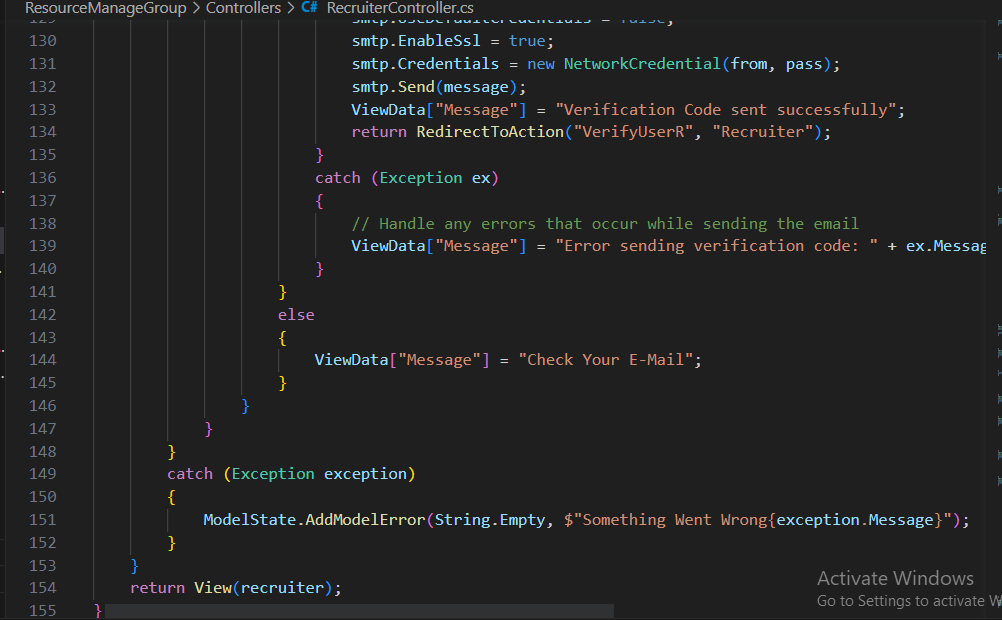 ResourceManageGroup > Controllers > C# RecruiterController.cs
129 smtp.UseDefaultCredentials = false;
130 smtp.EnableSsl = true;
131 smtp.Credentials = new NetworkCredential(from, pass);
132 smtp.Send(message);
133 ViewData["Message"] = "Verification Code sent successfully";
134 return RedirectToAction("VerifyUserR", "Recruiter");
135 }
136 catch (Exception ex)
137 {
138 // Handle any errors that occur while sending the email
139 ViewData["Message"] = "Error sending verification code: " + ex.Messag
140 }
141 }
142 else
143 {
144 ViewData["Message"] = "Check Your E-Mail";
145 }
146 }
147 }
148 }
149 catch (Exception exception)
150 {
151 ModelState.AddModelError(String.Empty, $"Something Went Wrong{exception.Message}");
152 }
153 }
154 return View(recruiter);
155 }
Activate Windows
Go to Settings to activate W